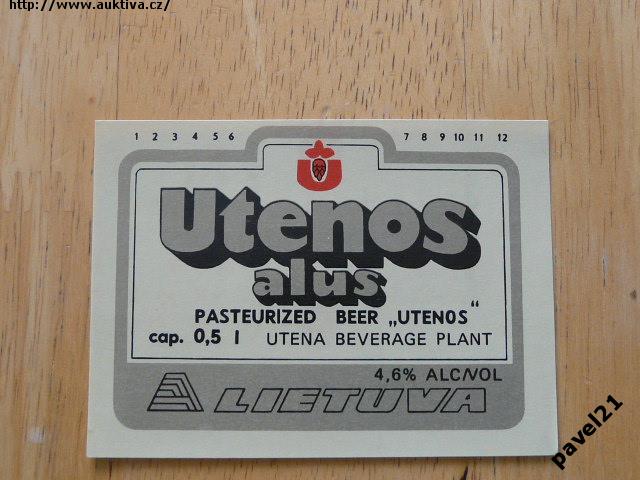 http://www.auktiva.cz/
1 2 3 4 5 6 7 8 9 10 11 12
Utenos
alus
PASTEURIZED BEER „UTENOS"
cap. 0,5 l UTENA BEVERAGE PLANT
4,6% ALC/VOL
LIETUVA
pavel21